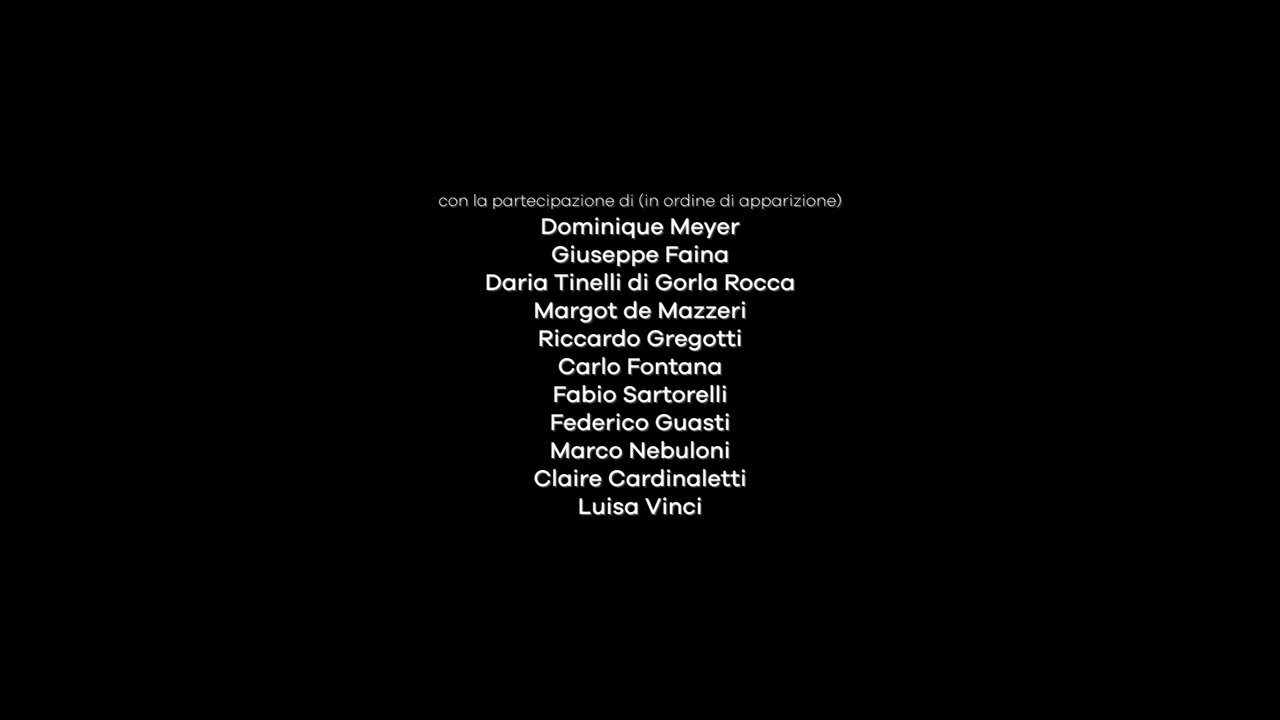 con la partecipazione di (in ordine di apparizione)
Dominique Meyer
Giuseppe Faina
Daria Tinelli di Gorla Rocca
Margot de Mazzeri
Riccardo Gregotti
Carlo Fontana
Fabio Sartorelli
Federico Guasti
Marco Nebuloni
Claire Cardinaletti
Luisa Vinci